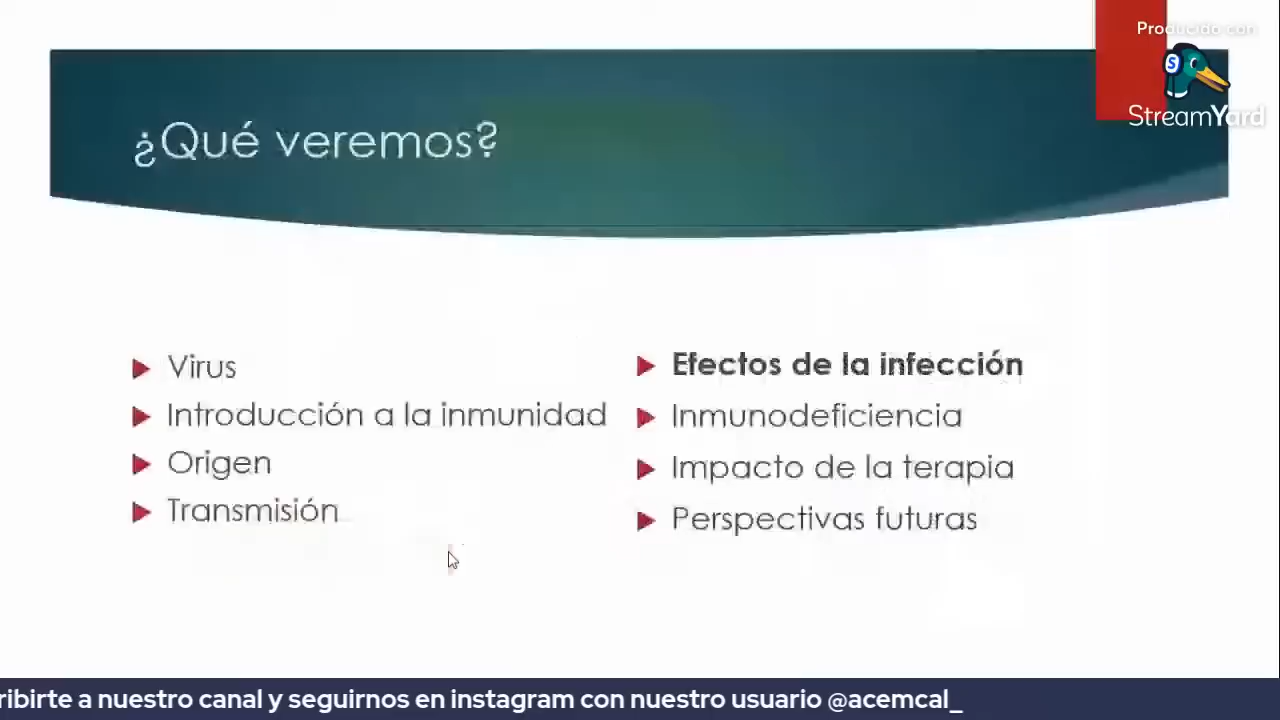 Producido con
StreamYard
¿Qué veremos?
Virus
Introducción a la inmunidad
Origen
Transmisión
Efectos de la infección
Inmunodeficiencia
Impacto de la terapia
Perspectivas futuras
ribirte a nuestro canal y seguirnos en instagram con nuestro usuario @acemcal_